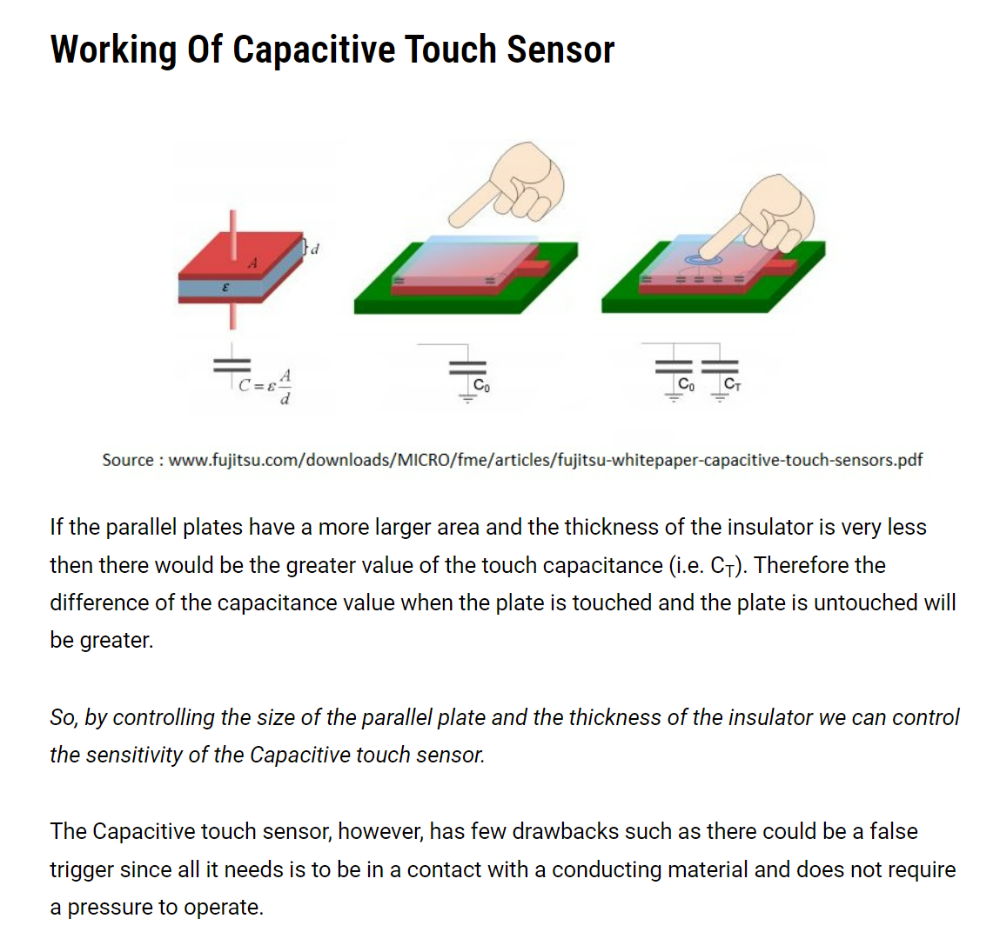 Working Of Capacitive Touch Sensor
A
ε
d
C = ε A/d
C₀
C₀
Cᴛ
Source : www.fujitsu.com/downloads/MICRO/fme/articles/fujitsu-whitepaper-capacitive-touch-sensors.pdf
If the parallel plates have a more larger area and the thickness of the insulator is very less
then there would be the greater value of the touch capacitance (i.e. Cᴛ). Therefore the
difference of the capacitance value when the plate is touched and the plate is untouched will
be greater.
So, by controlling the size of the parallel plate and the thickness of the insulator we can control
the sensitivity of the Capacitive touch sensor.
The Capacitive touch sensor, however, has few drawbacks such as there could be a false
trigger since all it needs is to be in a contact with a conducting material and does not require
a pressure to operate.